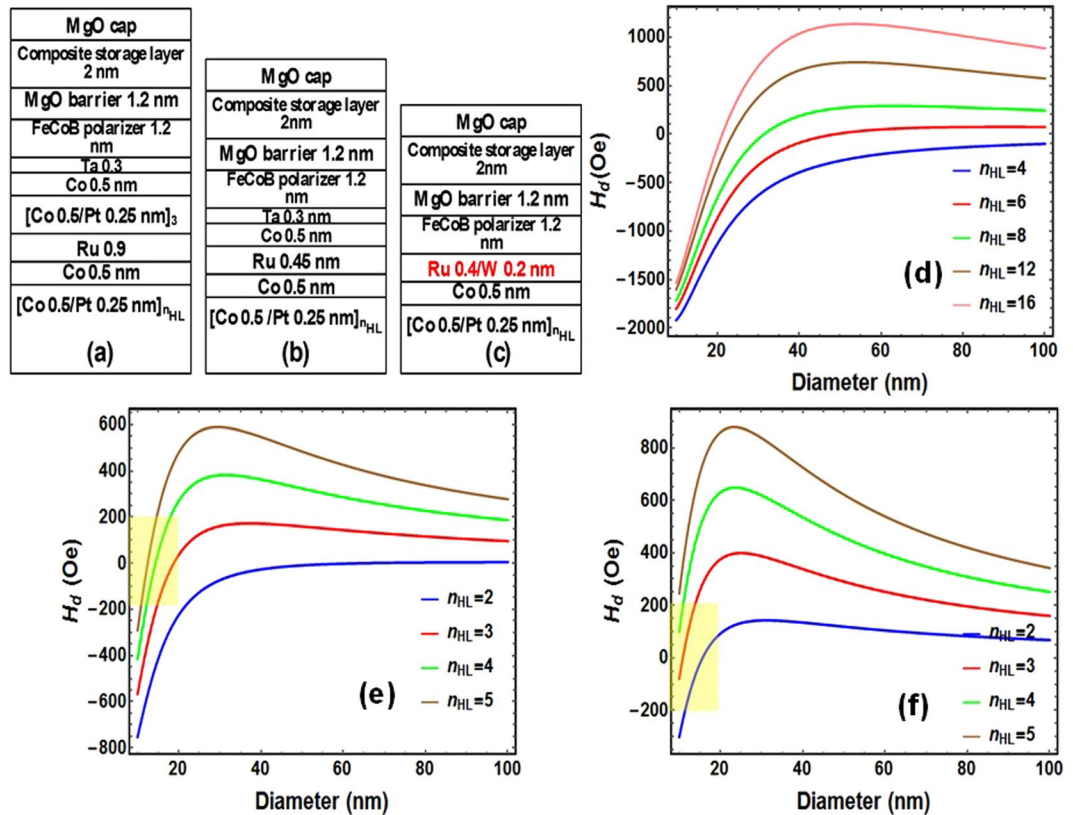 MgO cap
Composite storage layer
2 nm
MgO barrier 1.2 nm
FeCoB polarizer 1.2
nm
Ta 0.3
Co 0.5 nm
[Co 0.5/Pt 0.25 nm]3
Ru 0.9
Co 0.5 nm
[Co 0.5/Pt 0.25 nm]nHL
(a)
MgO cap
Composite storage layer
2nm
MgO barrier 1.2 nm
FeCoB polarizer 1.2
nm
Ta 0.3 nm
Co 0.5 nm
Ru 0.45 nm
Co 0.5 nm
[Co 0.5 /Pt 0.25 nm]nHL
(b)
MgO cap
Composite storage layer
2nm
MgO barrier 1.2 nm
FeCoB polarizer 1.2
nm
Ru 0.4/W 0.2 nm
Co 0.5 nm
[Co 0.5/Pt 0.25 nm]nHL
(c)
Hd (Oe)
1000
500
0
−500
−1000
−1500
−2000
nHL=4
nHL=6
nHL=8
nHL=12
nHL=16
(d)
20 40 60 80 100
Diameter (nm)
Hd (Oe)
600
400
200
0
−200
−400
−600
−800
nHL=2
nHL=3
nHL=4
nHL=5
(e)
20 40 60 80 100
Diameter (nm)
Hd (Oe)
800
600
400
200
0
−200
nHL=2
nHL=3
nHL=4
nHL=5
(f)
20 40 60 80 100
Diameter (nm)